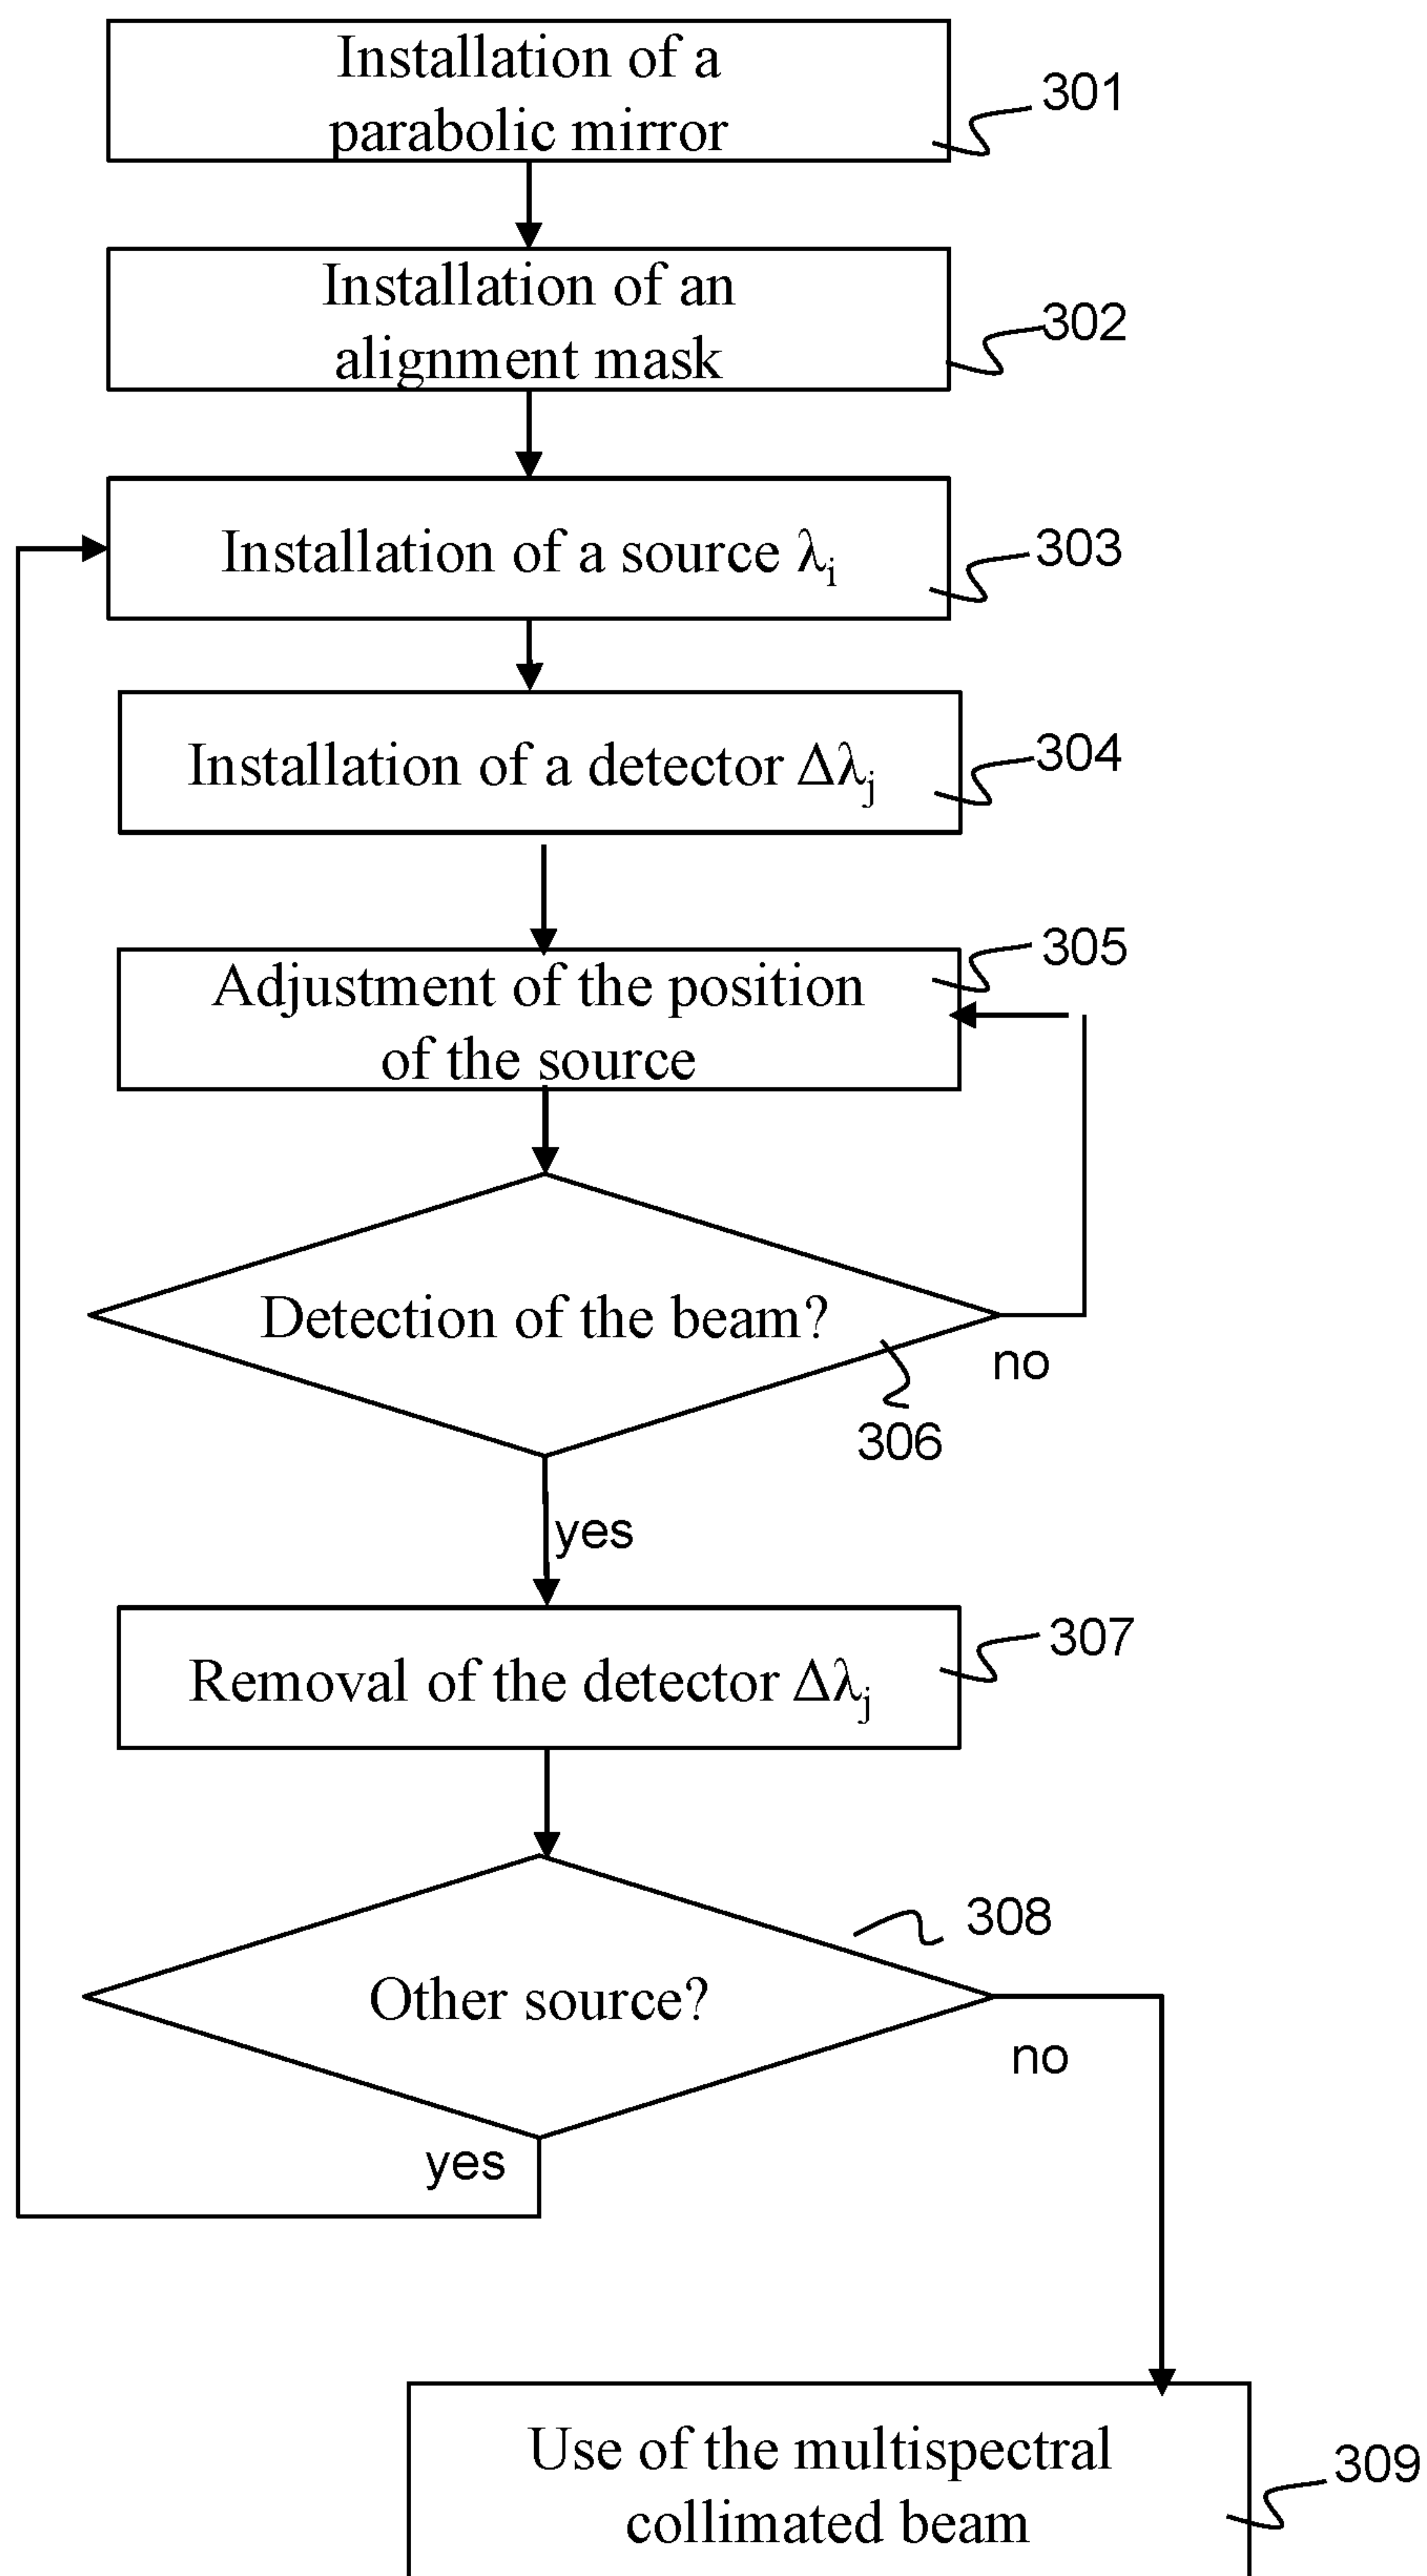 Installation of a
parabolic mirror
301
Installation of an
alignment mask
302
Installation of a source λi
303
Installation of a detector Δλj
304
305
Adjustment of the position
of the source
Detection of the beam?
no
306
yes
Removal of the detector Δλj
307
308
Other source?
no
yes
Use of the multispectral
collimated beam
309